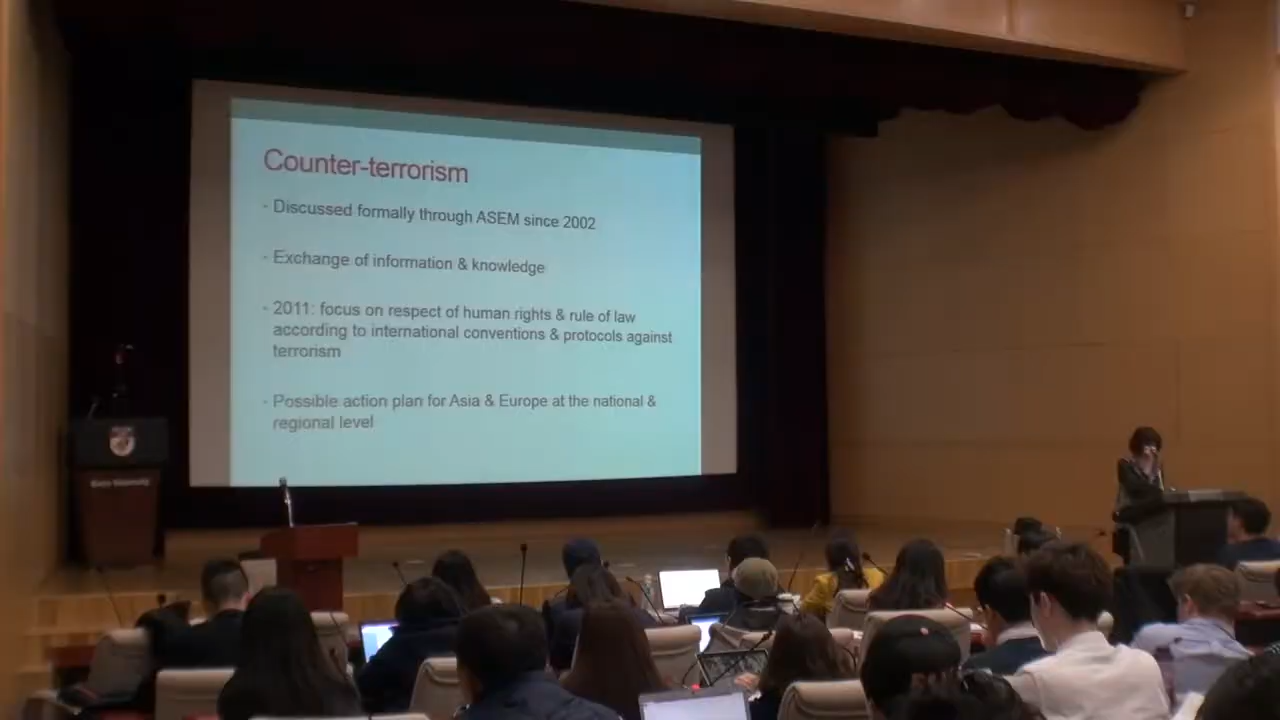 Counter-terrorism
- Discussed formally through ASEM since 2002
- Exchange of information & knowledge
- 2011: focus on respect of human rights & rule of law
according to international conventions & protocols against
terrorism
- Possible action plan for Asia & Europe at the national &
regional level